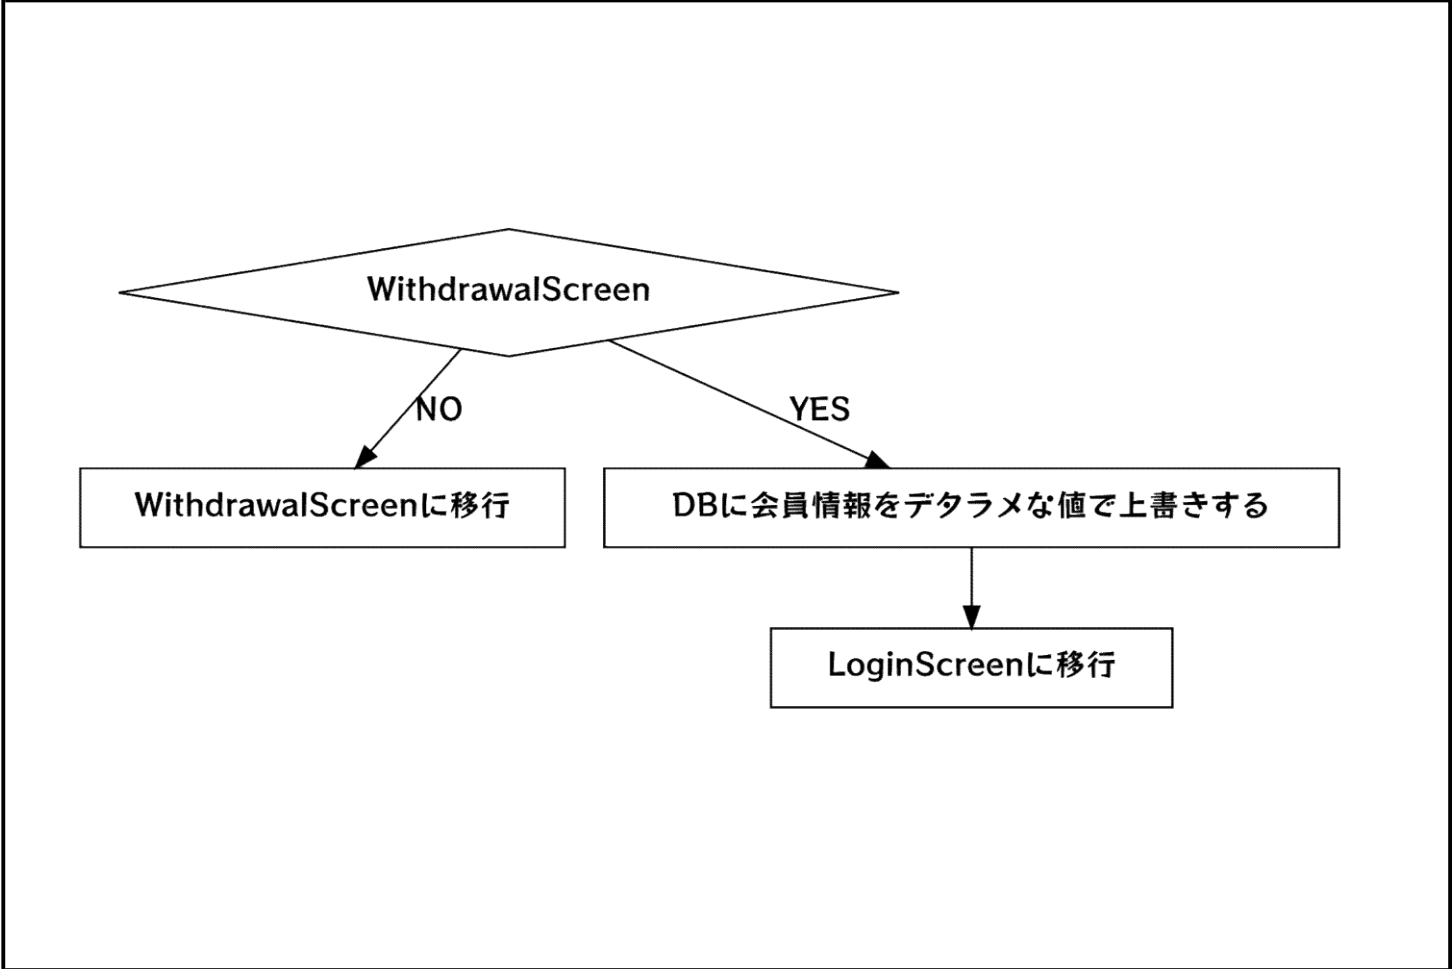 WithdrawalScreen
NO
YES
WithdrawalScreenに移行
DBに会員情報をデタラメな値で上書きする
LoginScreenに移行